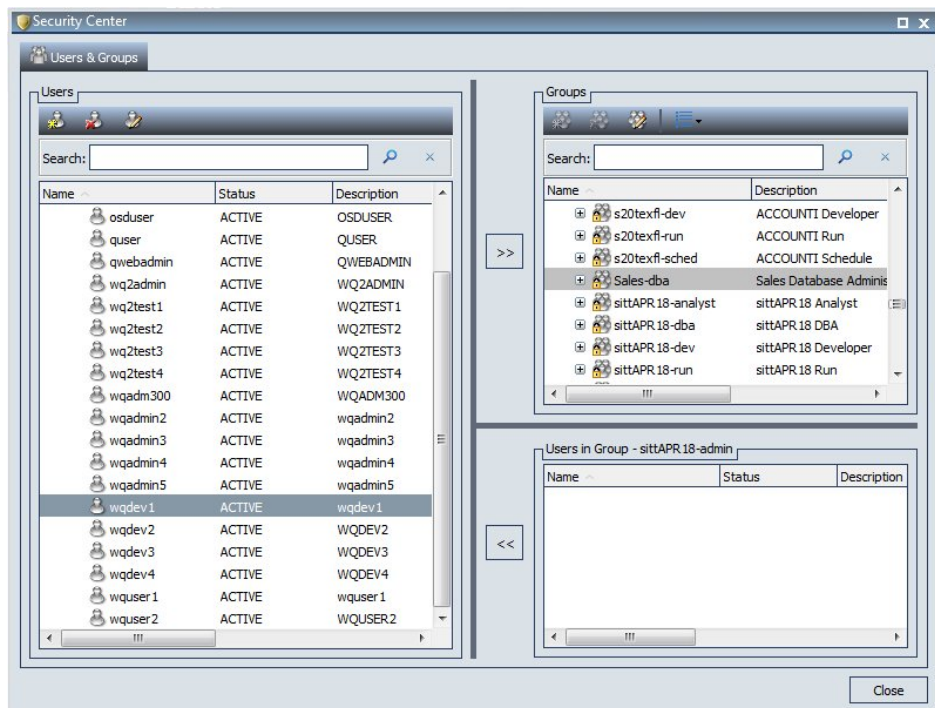 Security Center
Users & Groups
Users
Search:
Name Status Description
osduser ACTIVE OSDUSER
quser ACTIVE QUSER
qwebadmin ACTIVE QWEBADMIN
wq2admin ACTIVE WQ2ADMIN
wq2test1 ACTIVE WQ2TEST1
wq2test2 ACTIVE WQ2TEST2
wq2test3 ACTIVE WQ2TEST3
wq2test4 ACTIVE WQ2TEST4
wqadm300 ACTIVE WQADM300
wqadmin2 ACTIVE wqadmin2
wqadmin3 ACTIVE wqadmin3
wqadmin4 ACTIVE wqadmin4
wqadmin5 ACTIVE wqadmin5
wqdev1 ACTIVE wqdev1
wqdev2 ACTIVE WQDEV2
wqdev3 ACTIVE WQDEV3
wqdev4 ACTIVE WQDEV4
wquser1 ACTIVE wquser1
wquser2 ACTIVE WQUSER2
>>
<<
Groups
Search:
Name Description
s20texfl-dev ACCOUNTI Developer
s20texfl-run ACCOUNTI Run
s20texfl-sched ACCOUNTI Schedule
Sales-dba Sales Database Adminis
sittAPR18-analyst sittAPR18 Analyst
sittAPR18-dba sittAPR18 DBA
sittAPR18-dev sittAPR18 Developer
sittAPR18-run sittAPR18 Run
Users in Group - sittAPR18-admin
Name Status Description
Close